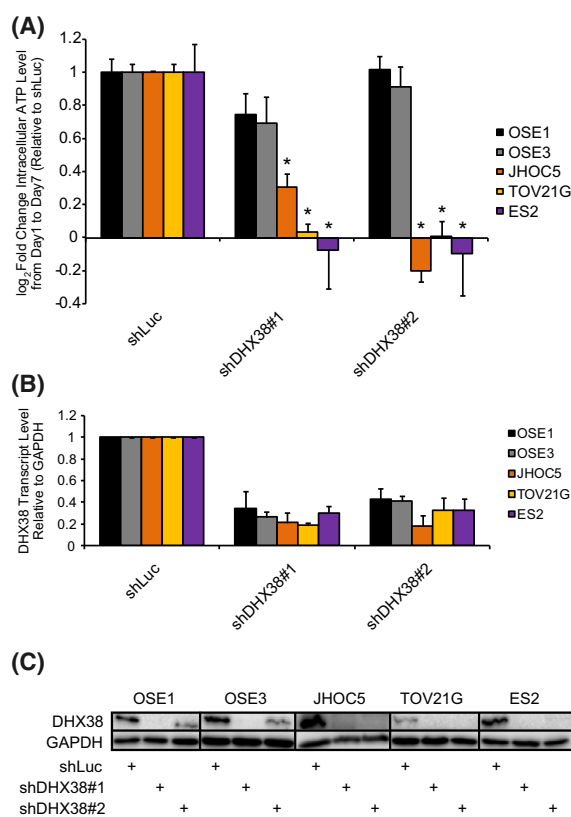 (A)
log2Fold Change Intracellular ATP Level
from Day1 to Day7 (Relative to shLuc)
1.2
1
0.8
0.6
0.4
0.2
0
-0.2
-0.4
* * *
* * *
shLuc
shDHX38#1
shDHX38#2
OSE1
OSE3
JHOC5
TOV21G
ES2
(B)
DHX38 Transcript Level
Relative to GAPDH
1.2
1
0.8
0.6
0.4
0.2
0
shLuc
shDHX38#1
shDHX38#2
OSE1
OSE3
JHOC5
TOV21G
ES2
(C)
OSE1 OSE3 JHOC5 TOV21G ES2
DHX38
GAPDH
shLuc + + + + +
shDHX38#1 + + + + +
shDHX38#2 + + + + +